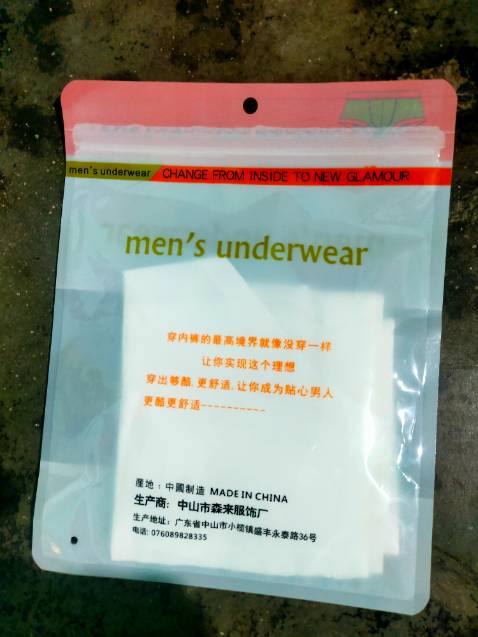 men's underwear CHANGE FROM INSIDE TO NEW GLAMOUR
men's underwear
穿内裤的最高境界就像没穿一样
让你实现这个理想
穿出够酷.更舒适.让你成为贴心男人
更酷更舒适----------
産地：中國制造 MADE IN CHINA
生产商：中山市森来服饰厂
生产地址：广东省中山市小榄镇盛丰永泰路36号
电话: 076089828335